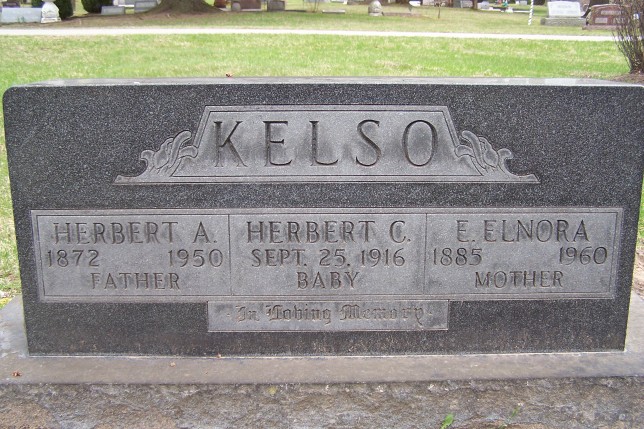 KELSO
HERBERT A.
1872 1950
FATHER
HERBERT C.
SEPT. 25, 1916
BABY
E. ELNORA
1885 1960
MOTHER
In Loving Memory